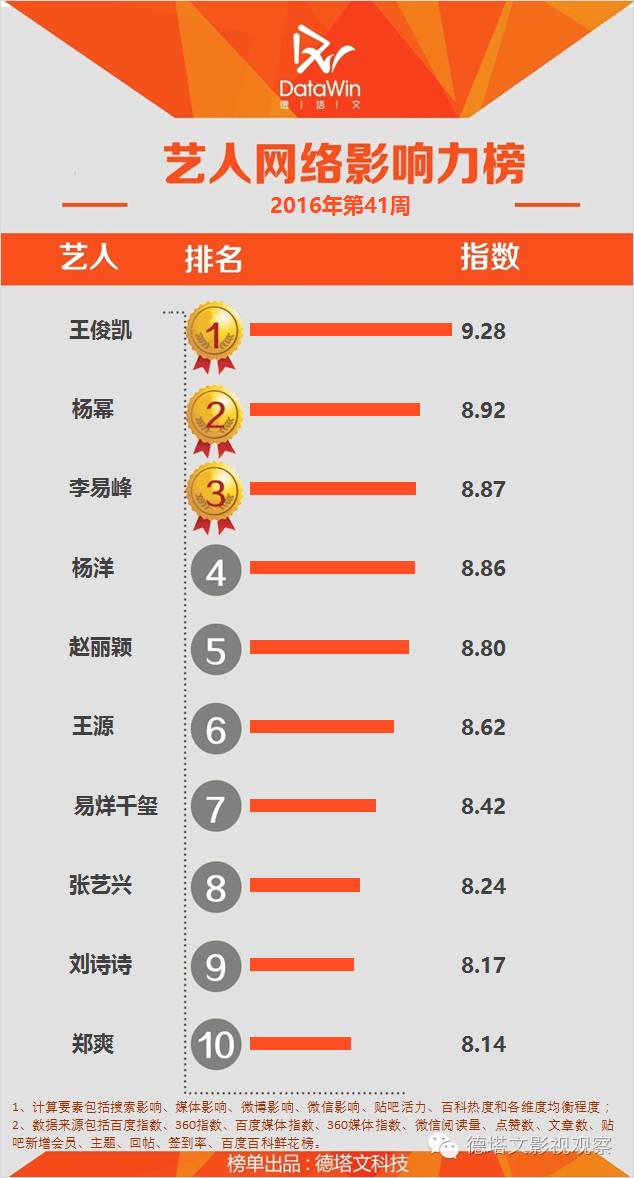 DataWin
德 | 塔 | 文
艺人网络影响力榜
2016年第41周
艺人 排名 指数
王俊凯 1 9.28
杨幂 2 8.92
李易峰 3 8.87
杨洋 4 8.86
赵丽颖 5 8.80
王源 6 8.62
易烊千玺 7 8.42
张艺兴 8 8.24
刘诗诗 9 8.17
郑爽 10 8.14
1、计算要素包括搜索影响、媒体影响、微博影响、微信影响、贴吧活力、百科热度和各维度均衡程度；
2、数据来源包括百度指数、360指数、百度媒体指数、360媒体指数、微信阅读量、点赞数、文章数、贴
吧新增会员、主题、回帖、签到率、百度百科鲜花榜。
德塔文影视观察
榜单出品：德塔文科技